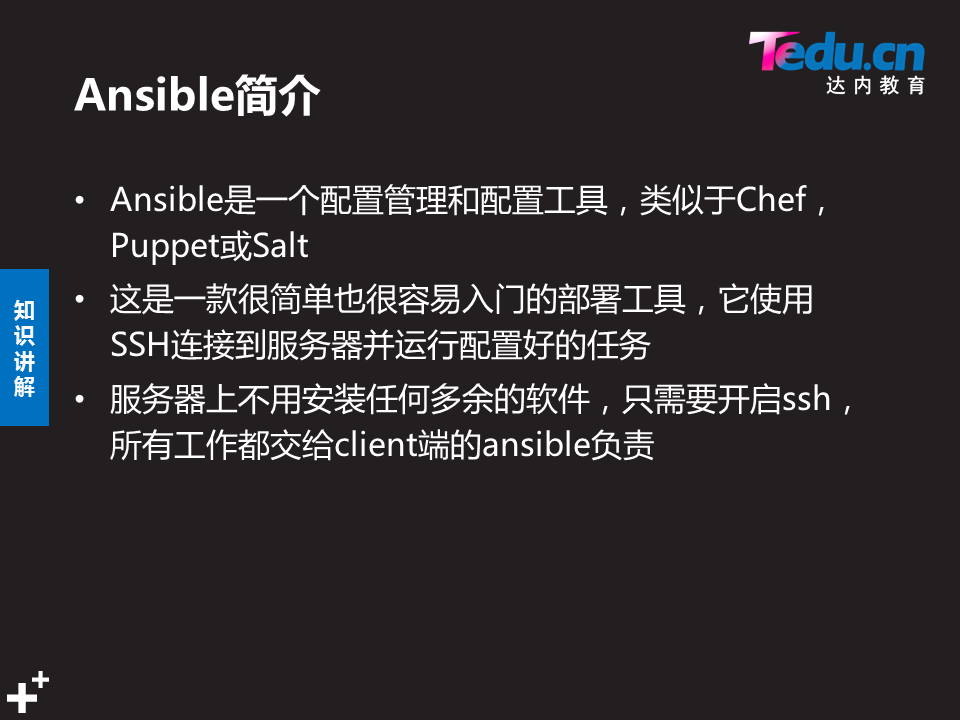 Tedu.cn
达内教育
Ansible简介
• Ansible是一个配置管理和配置工具，类似于Chef，
Puppet或Salt
• 这是一款很简单也很容易入门的部署工具，它使用
SSH连接到服务器并运行配置好的任务
• 服务器上不用安装任何多余的软件，只需要开启ssh，
所有工作都交给client端的ansible负责
知
识
讲
解